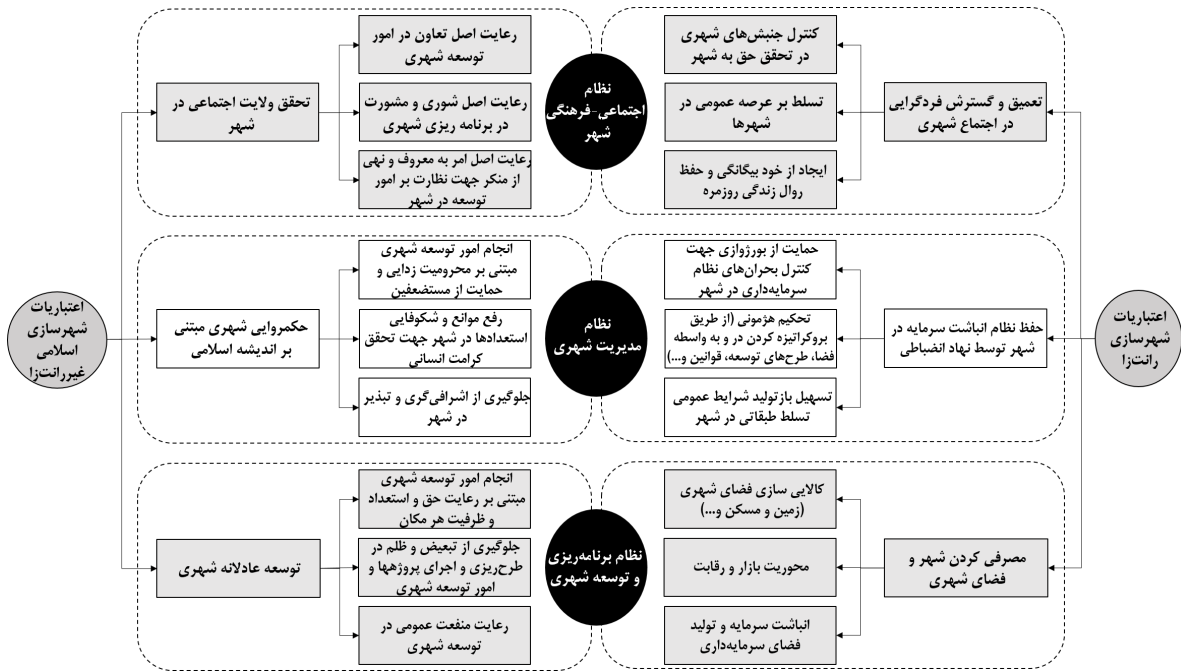 اعتباریات
شهرسازی
رانت‌زا
تعمیق و گسترش فردگرایی
در اجتماع شهری
کنترل جنبش‌های شهری
در تحقق حق به شهر
تسلط بر عرصه عمومی در
شهرها
ایجاد از خود بیگانگی و حفظ
روال زندگی روزمره
نظام
اجتماعی-فرهنگی
شهر
رعایت اصل تعاون در امور
توسعه شهری
رعایت اصل شوری و مشورت
در برنامه ریزی شهری
رعایت اصل امر به معروف و نهی
از منکر جهت نظارت بر امور
توسعه در شهر
تحقق ولایت اجتماعی در
شهر
حفظ نظام انباشت سرمایه در
شهر توسط نهاد انضباطی
حمایت از بورژوازی جهت
کنترل بحران‌های نظام
سرمایه‌داری در شهر
تحکیم هژمونی (از طریق
بروکراتیزه کردن در و به واسطه
فضا، طرح‌های توسعه، قوانین و...)
تسهیل بازتولید شرایط عمومی
تسلط طبقاتی در شهر
نظام
مدیریت شهری
انجام امور توسعه شهری
مبتنی بر محرومیت زدایی و
حمایت از مستضعفین
رفع موانع و شکوفایی
استعدادها در شهر جهت تحقق
کرامت انسانی
جلوگیری از اشرافی‌گری و تبذیر
در شهر
حکمروایی شهری مبتنی
بر اندیشه اسلامی
مصرفی کردن شهر و
فضای شهری
کالایی سازی فضای شهری
(زمین و مسکن و...)
محوریت بازار و رقابت
انباشت سرمایه و تولید
فضای سرمایه‌داری
نظام برنامه‌ریزی
و توسعه شهری
انجام امور توسعه شهری
مبتنی بر رعایت حق و استعداد
و ظرفیت هر مکان
جلوگیری از تبعیض و ظلم در
طرح‌ریزی و اجرای پروژهها و
امور توسعه شهری
رعایت منفعت عمومی در
توسعه شهری
توسعه عادلانه شهری
اعتباریات
شهرسازی
اسلامی
غیررانت‌زا